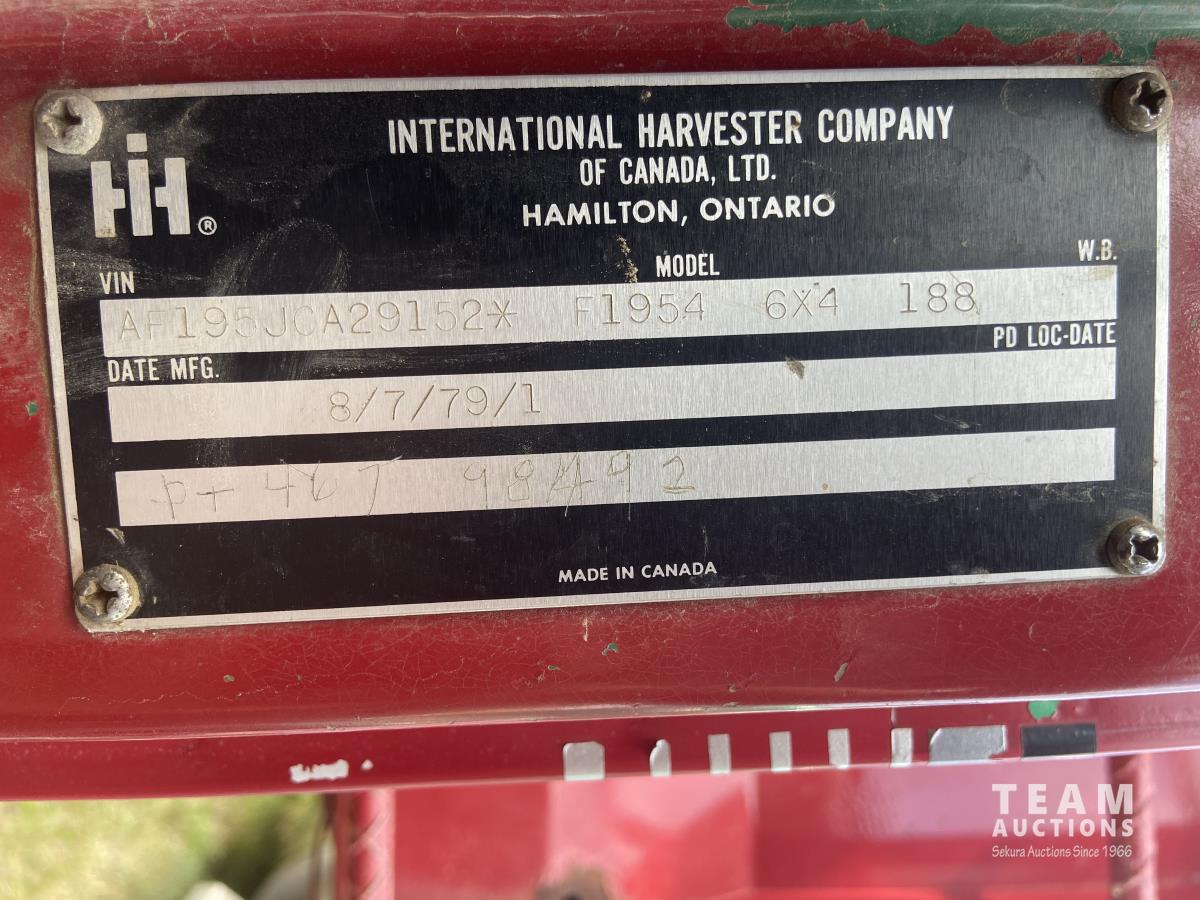 INTERNATIONAL HARVESTER COMPANY
OF CANADA, LTD.
HAMILTON, ONTARIO
IH®
VIN MODEL W.B.
AF195JCA29152* F1954 6X4 188
DATE MFG. PD LOC-DATE
8/7/79/1
98492
MADE IN CANADA
TEAM
AUCTIONS
Sekura Auctions Since 1966